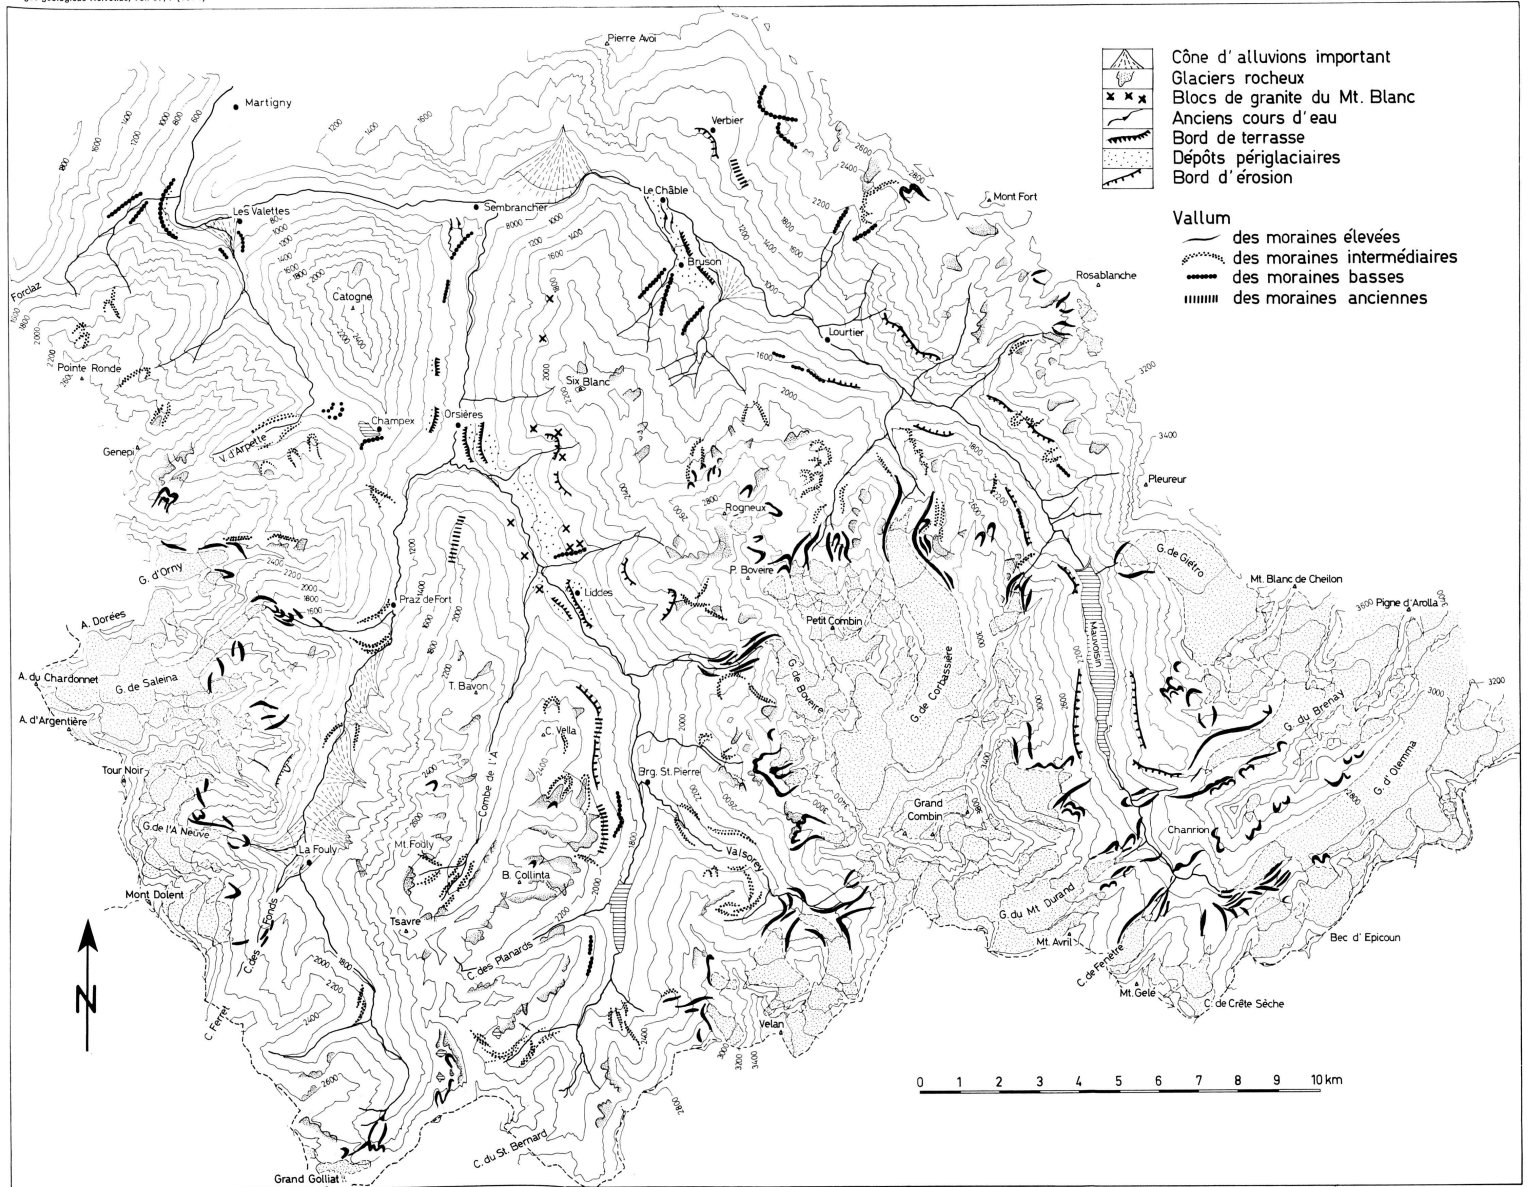 Pierre Avoi
Martigny
Verbier
Le Châble
Les Valettes
Sembrancher
Mont Fort
Bruson
Rosablanche
Forclaz
Catogne
Lourtier
Pointe Ronde
Six Blanc
Champex
Orsières
V. d'Arpette
Genepi
Pleureur
Rogneux
G. d'Orny
G. de Giétro
P. Boveire
Mt. Blanc de Cheilon
Liddes
Praz de Fort
Pigne d'Arolla
A. Dorées
Petit Combin
Mauvoisin
A. du Chardonnet
G. de Saleina
T. Bavon
G. de Boveire
G. de Corbassière
A. d'Argentière
G. du Brenay
C. Vella
G. d'Otemma
Tour Noir
Combe de l'A
Brg. St. Pierre
Grand
Combin
G. de l'A Neuve
Chanrion
La Fouly
Mt. Fouly
Valsorey
B. Collinta
Mont Dolent
G. du Mt Durand
C. des Fonds
Tsavre
Mt. Avril
Bec d'Epicoun
C. des Planards
C. de Fenêtre
Mt. Gelé
C. de Crête Sèche
C. Ferret
Velan
C. du St. Bernard
Grand Golliat
N
Cône d'alluvions important
Glaciers rocheux
Blocs de granite du Mt. Blanc
Anciens cours d'eau
Bord de terrasse
Dépôts périglaciaires
Bord d'érosion
Vallum
des moraines élevées
des moraines intermédiaires
des moraines basses
des moraines anciennes
0 1 2 3 4 5 6 7 8 9 10 km